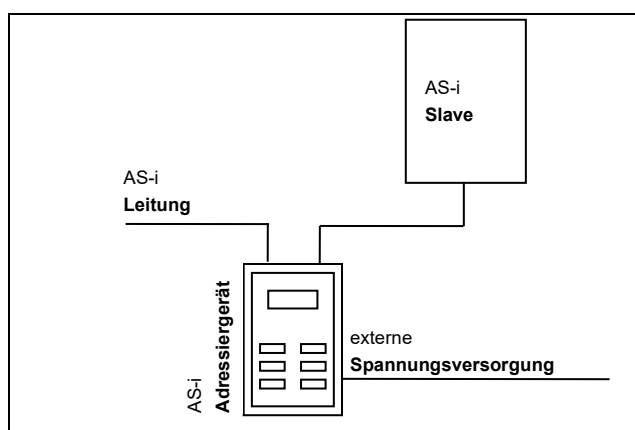 AS-i
Slave
AS-i
Leitung
AS-i
Adressiergerät
externe
Spannungsversorgung